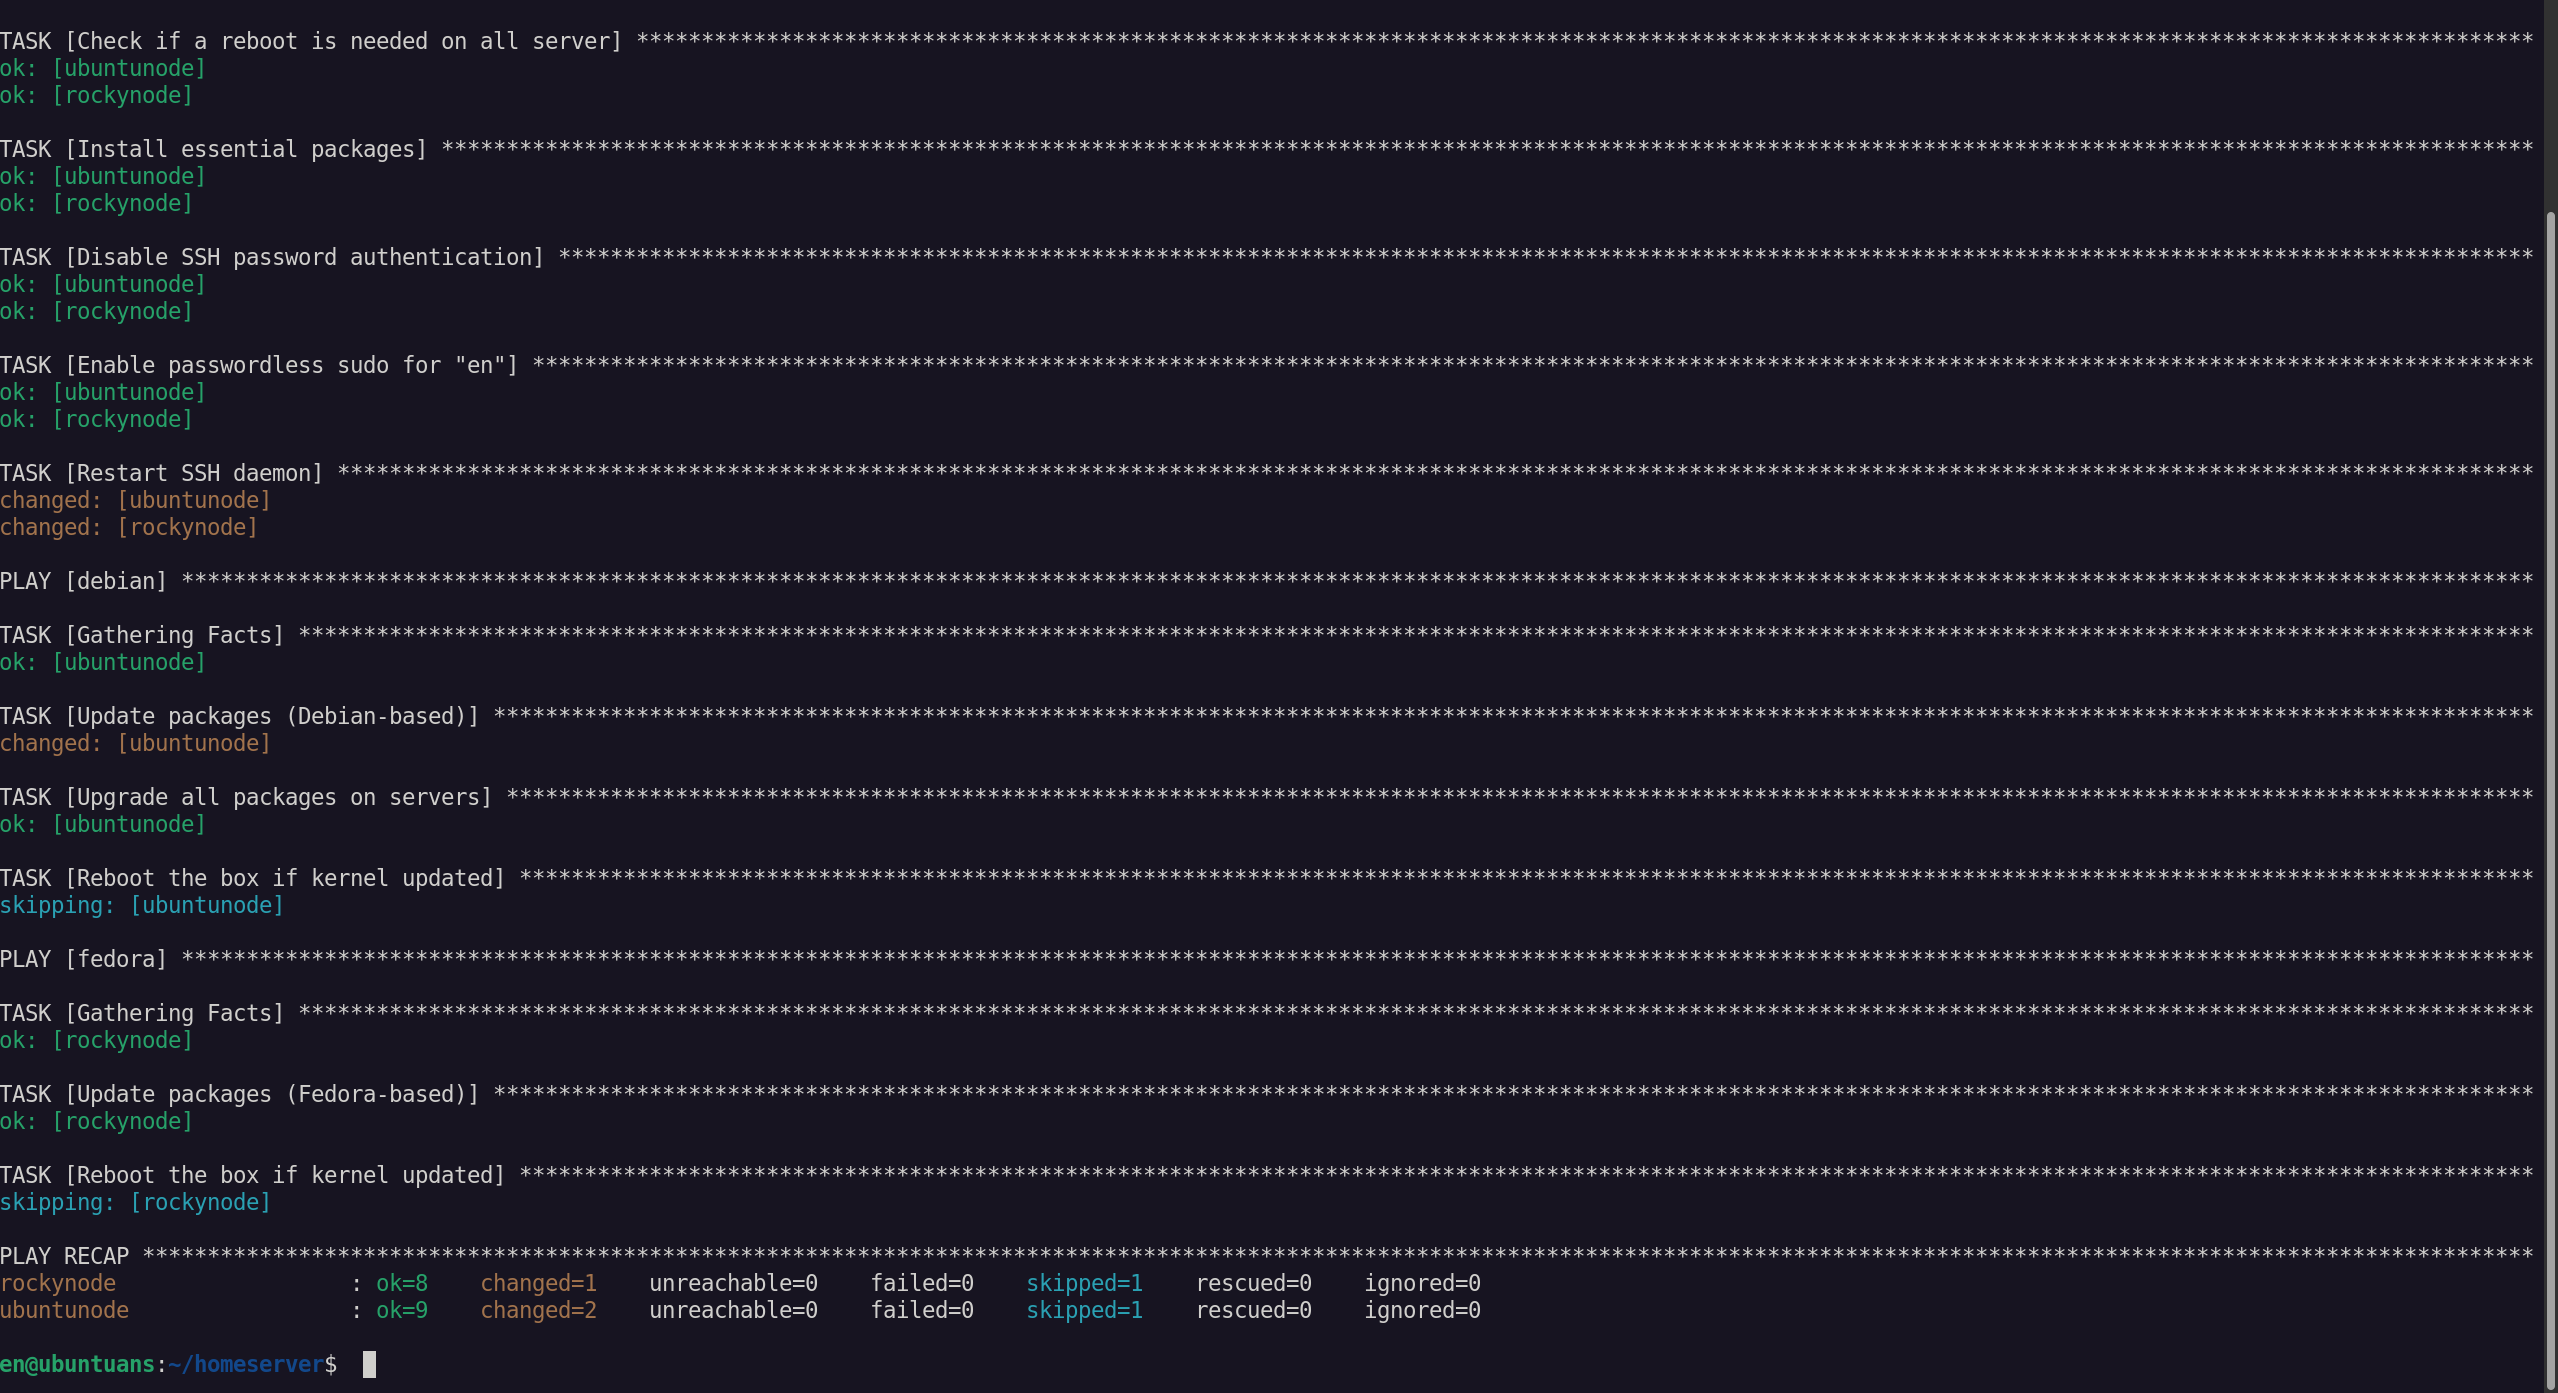 TASK [Check if a reboot is needed on all server] **************************************************************************************************************************************************
ok: [ubuntunode]
ok: [rockynode]
TASK [Install essential packages] *****************************************************************************************************************************************************************
ok: [ubuntunode]
ok: [rockynode]
TASK [Disable SSH password authentication] ********************************************************************************************************************************************************
ok: [ubuntunode]
ok: [rockynode]
TASK [Enable passwordless sudo for "en"] **********************************************************************************************************************************************************
ok: [ubuntunode]
ok: [rockynode]
TASK [Restart SSH daemon] *************************************************************************************************************************************************************************
changed: [ubuntunode]
changed: [rockynode]
PLAY [debian] *************************************************************************************************************************************************************************************
TASK [Gathering Facts] ****************************************************************************************************************************************************************************
ok: [ubuntunode]
TASK [Update packages (Debian-based)] *************************************************************************************************************************************************************
changed: [ubuntunode]
TASK [Upgrade all packages on servers] ************************************************************************************************************************************************************
ok: [ubuntunode]
TASK [Reboot the box if kernel updated] ***********************************************************************************************************************************************************
skipping: [ubuntunode]
PLAY [fedora] *************************************************************************************************************************************************************************************
TASK [Gathering Facts] ****************************************************************************************************************************************************************************
ok: [rockynode]
TASK [Update packages (Fedora-based)] *************************************************************************************************************************************************************
ok: [rockynode]
TASK [Reboot the box if kernel updated] ***********************************************************************************************************************************************************
skipping: [rockynode]
PLAY RECAP ****************************************************************************************************************************************************************************************
rockynode                  : ok=8    changed=1    unreachable=0    failed=0    skipped=1    rescued=0    ignored=0
ubuntunode                 : ok=9    changed=2    unreachable=0    failed=0    skipped=1    rescued=0    ignored=0
en@ubuntuans:~/homeserver$